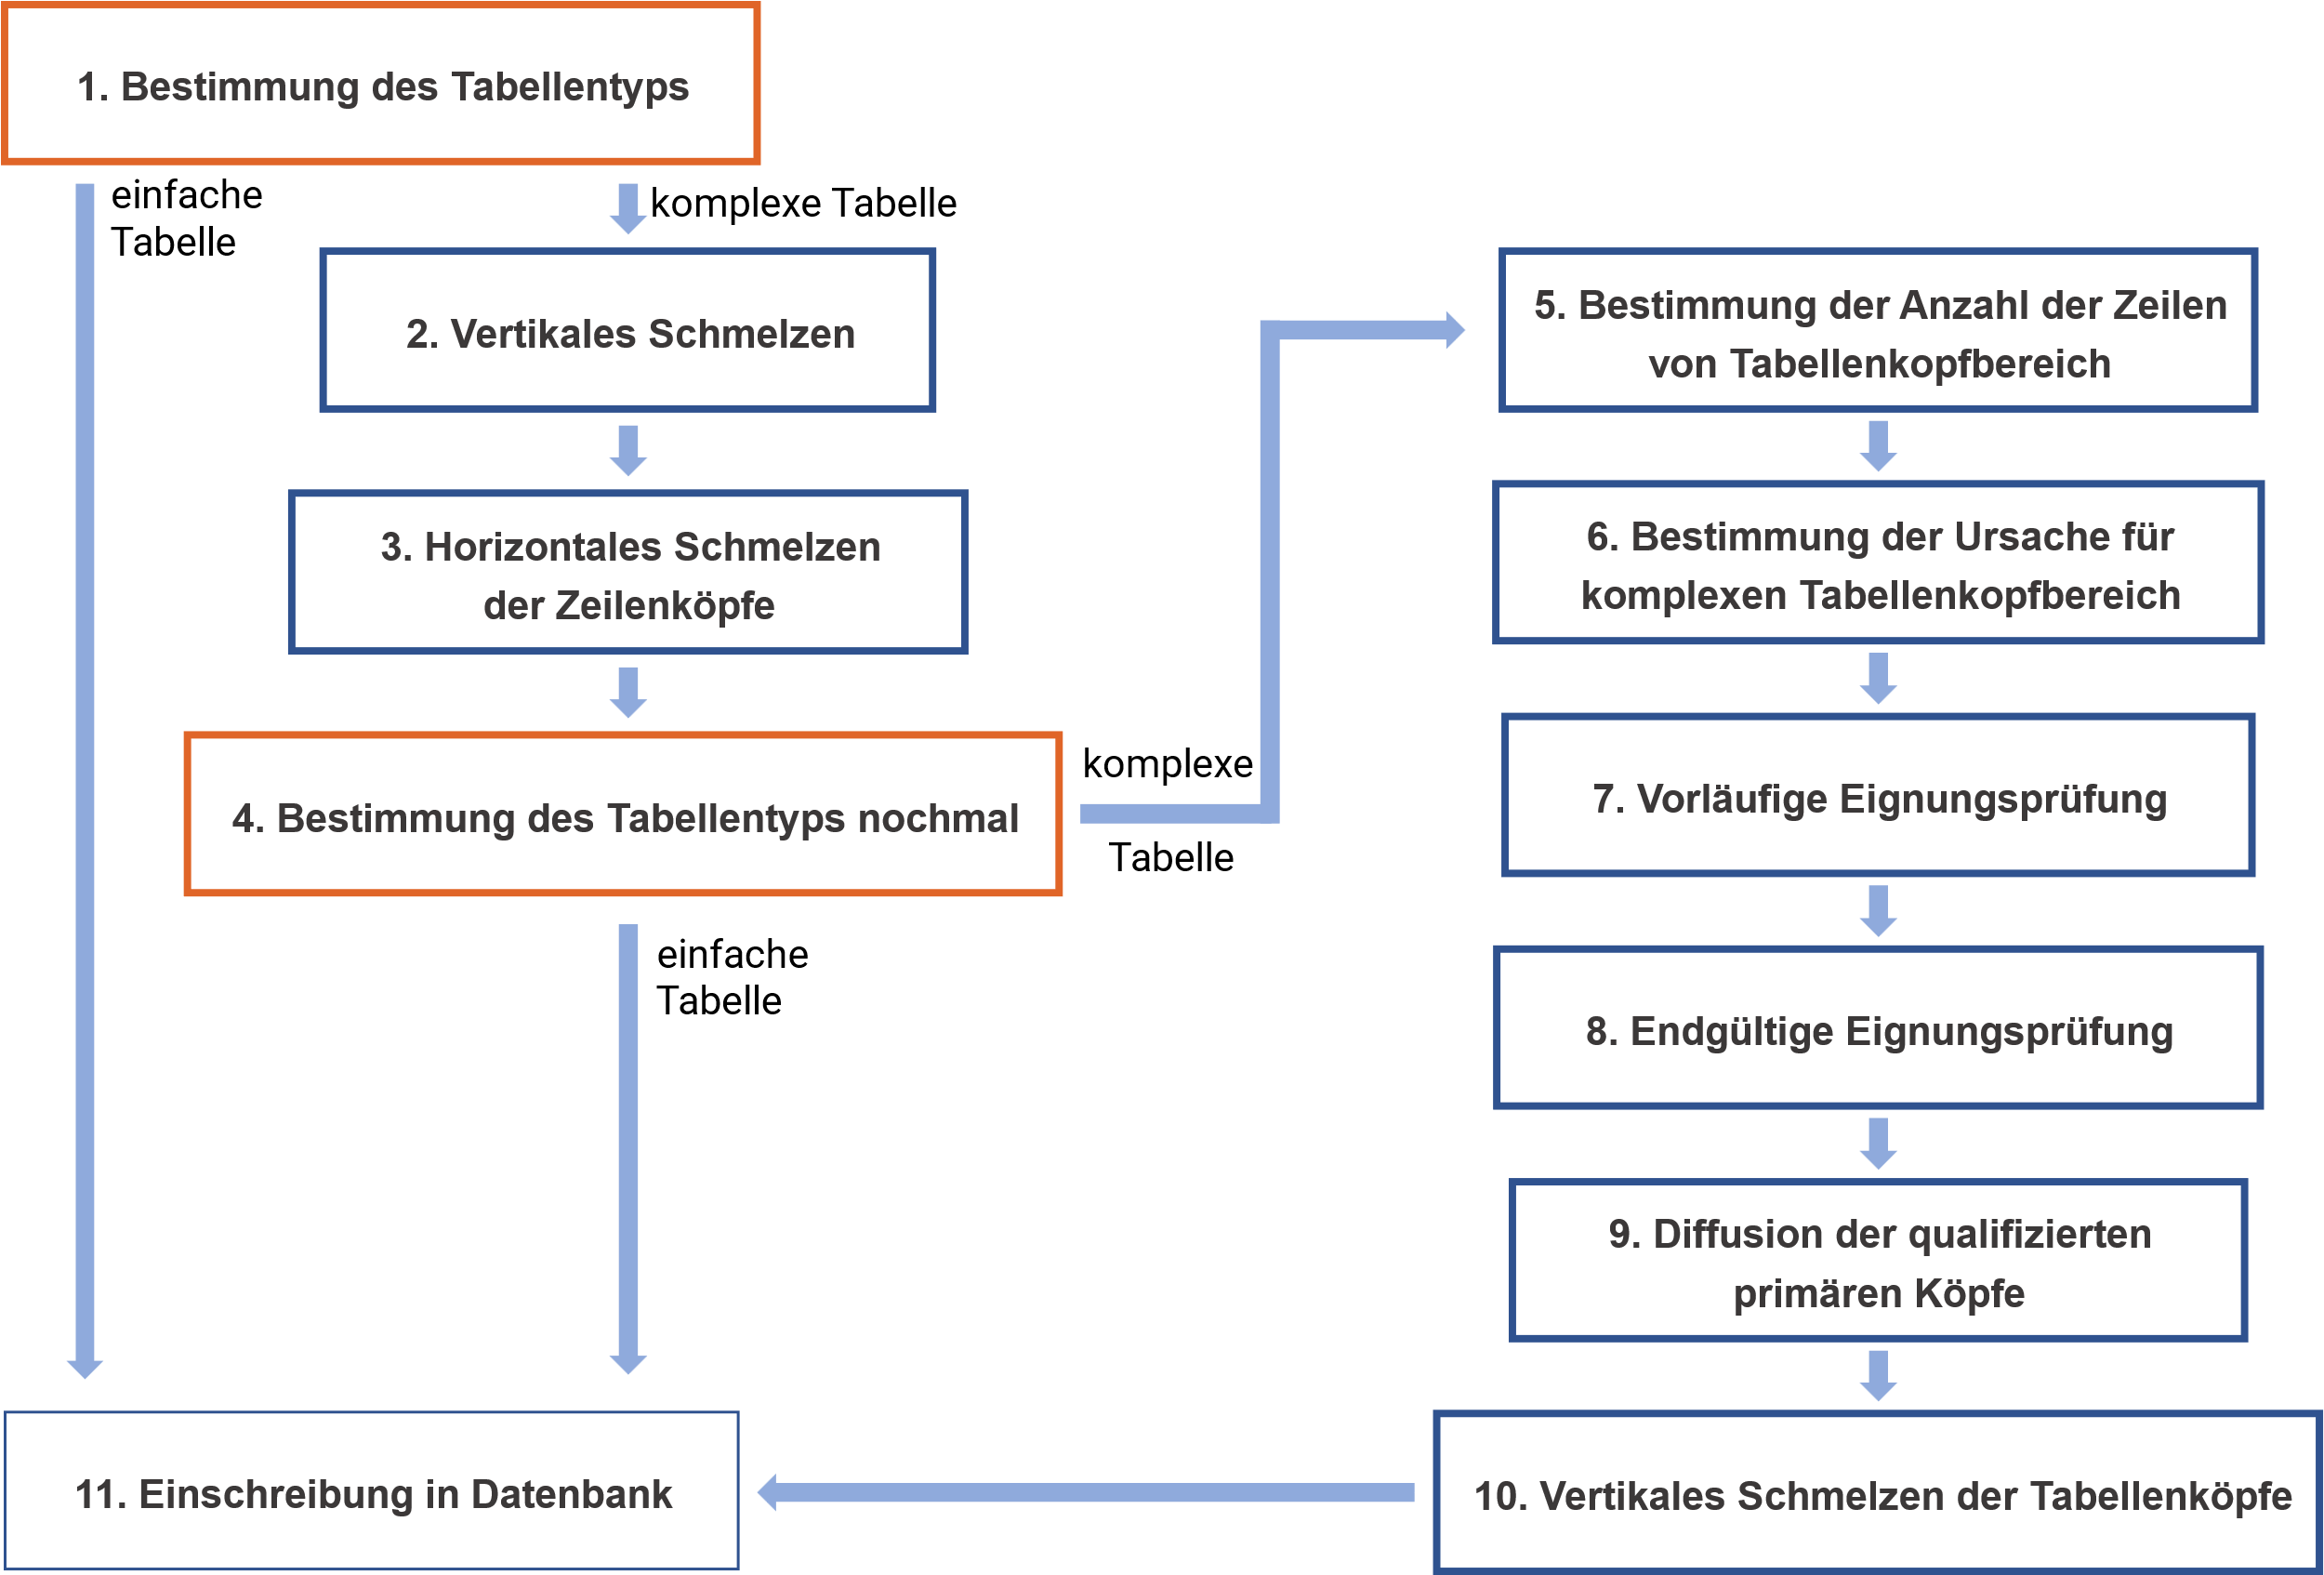 1. Bestimmung des Tabellentyps
einfache
Tabelle
komplexe Tabelle
2. Vertikales Schmelzen
3. Horizontales Schmelzen
der Zeilenköpfe
4. Bestimmung des Tabellentyps nochmal
komplexe
Tabelle
einfache
Tabelle
5. Bestimmung der Anzahl der Zeilen
von Tabellenkopfbereich
6. Bestimmung der Ursache für
komplexen Tabellenkopfbereich
7. Vorläufige Eignungsprüfung
8. Endgültige Eignungsprüfung
9. Diffusion der qualifizierten
primären Köpfe
10. Vertikales Schmelzen der Tabellenköpfe
11. Einschreibung in Datenbank